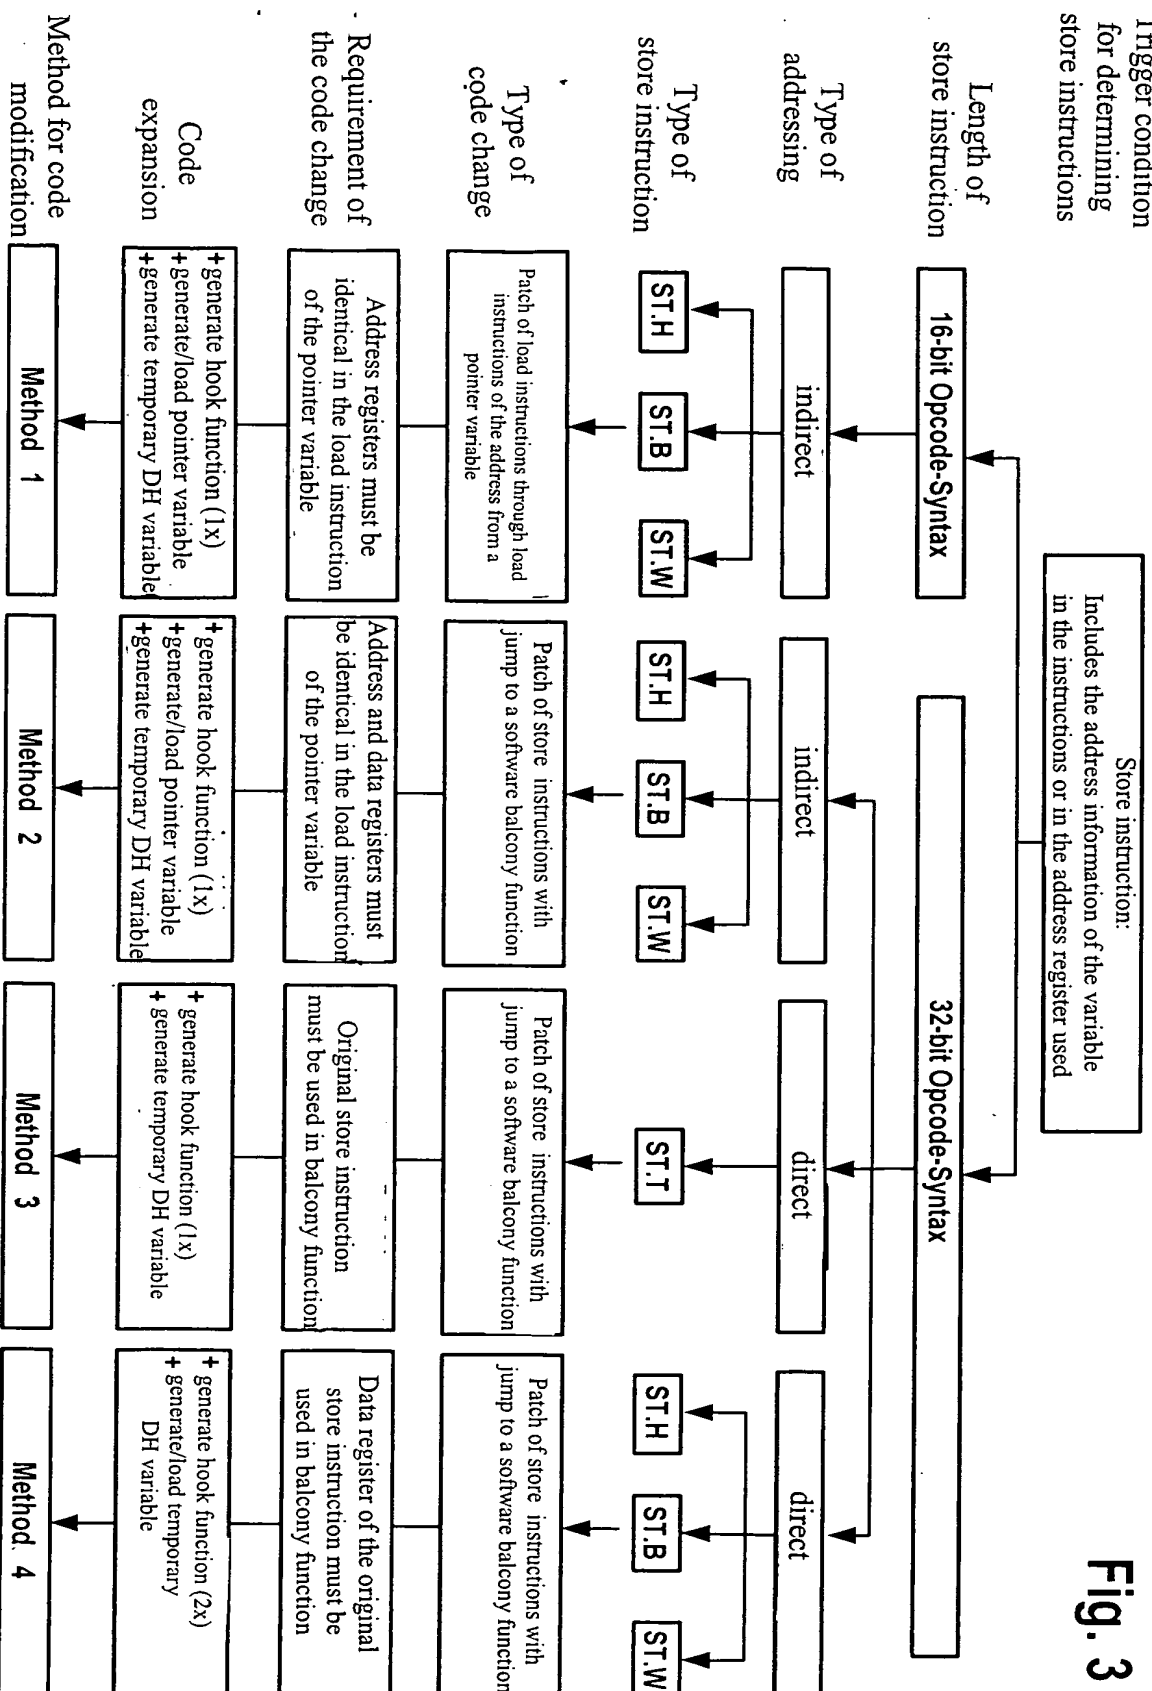 Fig. 3
Trigger condition
for determining
store instructions
Store instruction:
Includes the address information of the variable
in the instructions or in the address register used
Length of
store instruction
16-bit Opcode-Syntax
32-bit Opcode-Syntax
Type of
addressing
indirect
indirect
direct
direct
Type of
store instruction
ST.H
ST.B
ST.W
ST.H
ST.B
ST.W
ST.T
ST.H
ST.B
ST.W
Type of
code change
Patch of load instructions through load
instructions of the address from a
pointer variable
Patch of store instructions with
jump to a software balcony function
Patch of store instructions with
jump to a software balcony function
Patch of store instructions with
jump to a software balcony function
Requirement of
the code change
Address registers must be
identical in the load instruction
of the pointer variable
Address and data registers must
be identical in the load instruction
of the pointer variable
Original store instruction
must be used in balcony function
Data register of the original
store instruction must be
used in balcony function
Code
expansion
+ generate hook function (1x)
+ generate/load pointer variable
+ generate temporary DH variable
+ generate hook function (1x)
+ generate/load pointer variable
+ generate temporary DH variable
+ generate hook function (1x)
+ generate temporary DH variable
+ generate hook function (2x)
+ generate/load temporary
DH variable
Method for code
modification
Method 1
Method 2
Method 3
Method 4